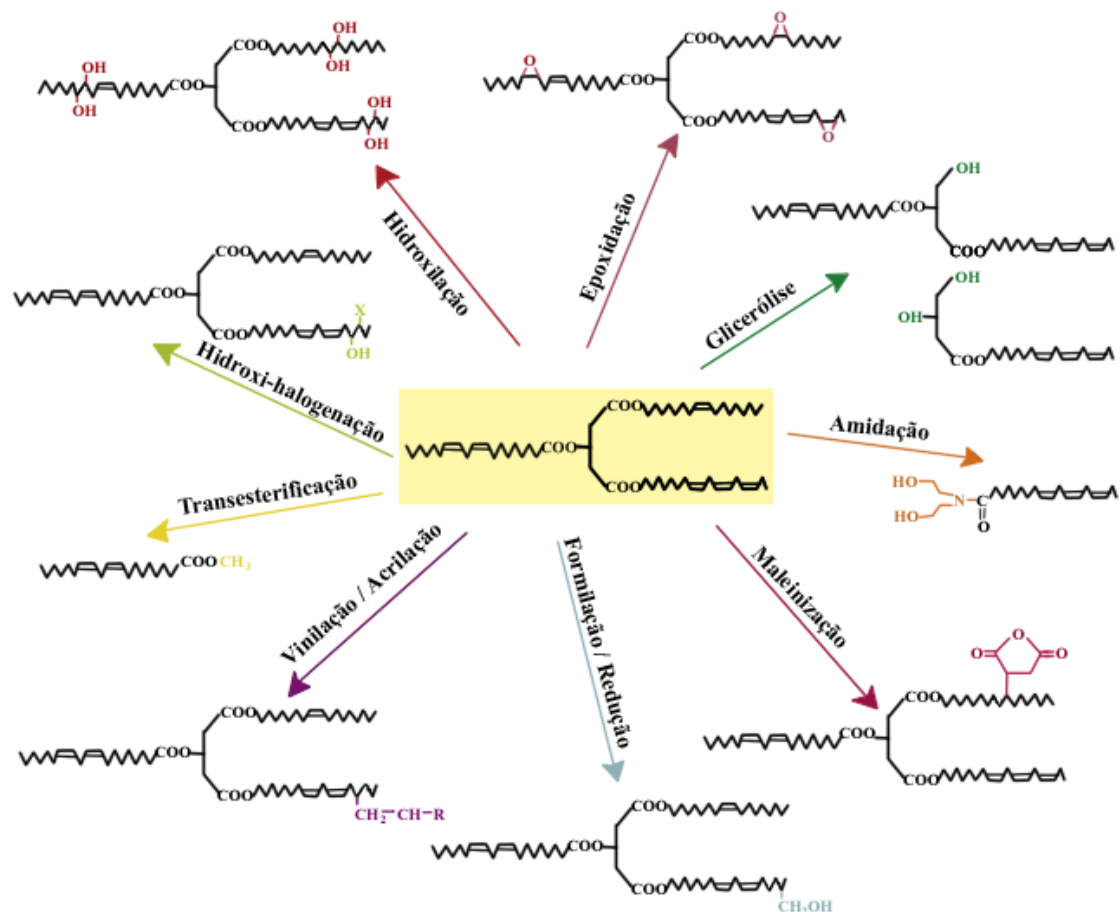 OH
COO
OH
OH
COO
OH
OH
COO
OH
O
COO
O
COO
COO
O
Hidroxilação
Epoxidação
Glicerólise
OH
COO
COO
OH
OH
COO
COO
COO
X
COO
OH
Hidroxi-halogenação
COO
COO
COO
Amidação
HO
N
C
HO
O
Transesterificação
COO CH3
Vinilação / Acrilação
Formilação / Redução
Maleinização
O
O
O
COO
COO
COO
COO
COO
COO
CH2–CH–R
COO
COO
COO
CH2OH